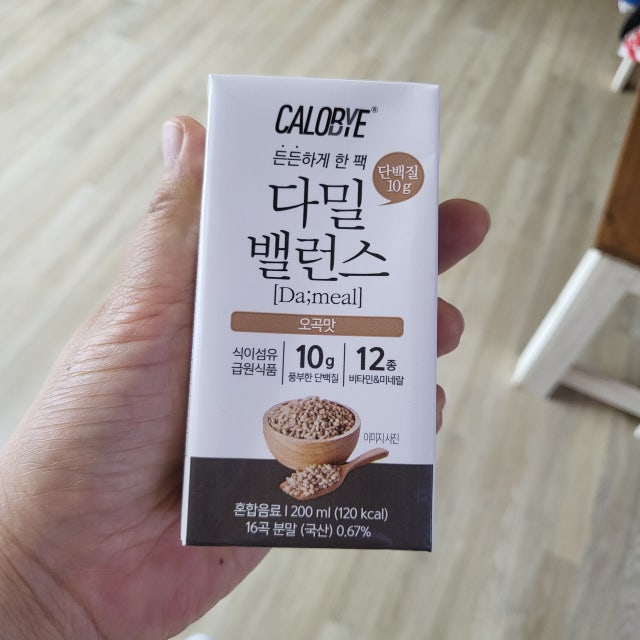 CALOBYE®
든든하게 한 팩
단백질
10g
다밀
밸런스
[Da;meal]
오곡맛
식이섬유
급원식품
10g
풍부한 단백질
12종
비타민&미네랄
이미지사진
혼합음료 | 200 ml (120 kcal)
16곡 분말 (국산) 0.67%